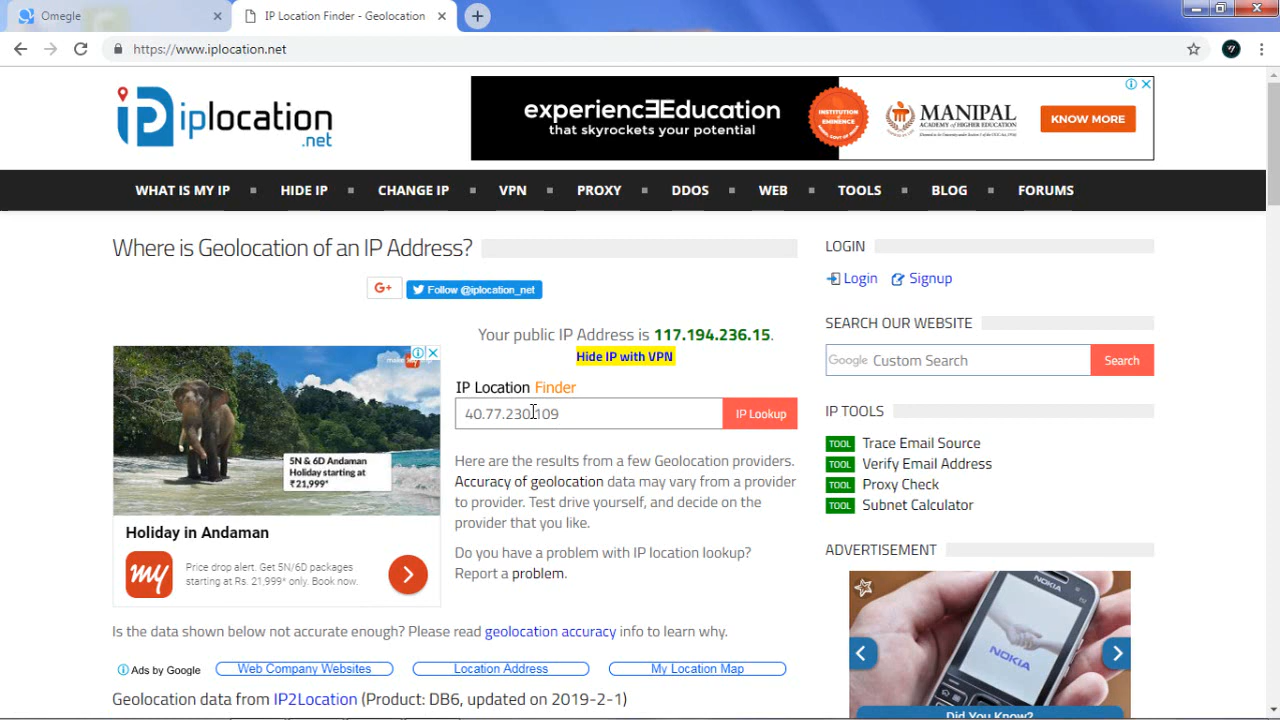 Omegle
IP Location Finder - Geolocation
https://www.iplocation.net
iplocation
.net
experiencEEducation
that skyrockets your potential
INSTITUTION
EMINENCE
MANIPAL
ACADEMY of HIGHER EDUCATION
KNOW MORE
WHAT IS MY IP
HIDE IP
CHANGE IP
VPN
PROXY
DDOS
WEB
TOOLS
BLOG
FORUMS
Where is Geolocation of an IP Address?
G+
Follow @iplocation_net
Your public IP Address is 117.194.236.15.
Hide IP with VPN
IP Location Finder
40.77.230.109
IP Lookup
Here are the results from a few Geolocation providers.
Accuracy of geolocation data may vary from a provider
to provider. Test drive yourself, and decide on the
provider that you like.
Do you have a problem with IP location lookup?
Report a problem.
5N & 6D Andaman
Holiday starting at
₹21,999*
Holiday in Andaman
my
Price drop alert. Get 5N/6D packages
starting at Rs. 21,999* only. Book now.
Is the data shown below not accurate enough? Please read geolocation accuracy info to learn why.
Ads by Google
Web Company Websites
Location Address
My Location Map
Geolocation data from IP2Location (Product: DB6, updated on 2019-2-1)
LOGIN
Login
Signup
SEARCH OUR WEBSITE
Google Custom Search
Search
IP TOOLS
TOOL Trace Email Source
TOOL Verify Email Address
TOOL Proxy Check
TOOL Subnet Calculator
ADVERTISEMENT
NOKIA
NOKIA
Did You Know?